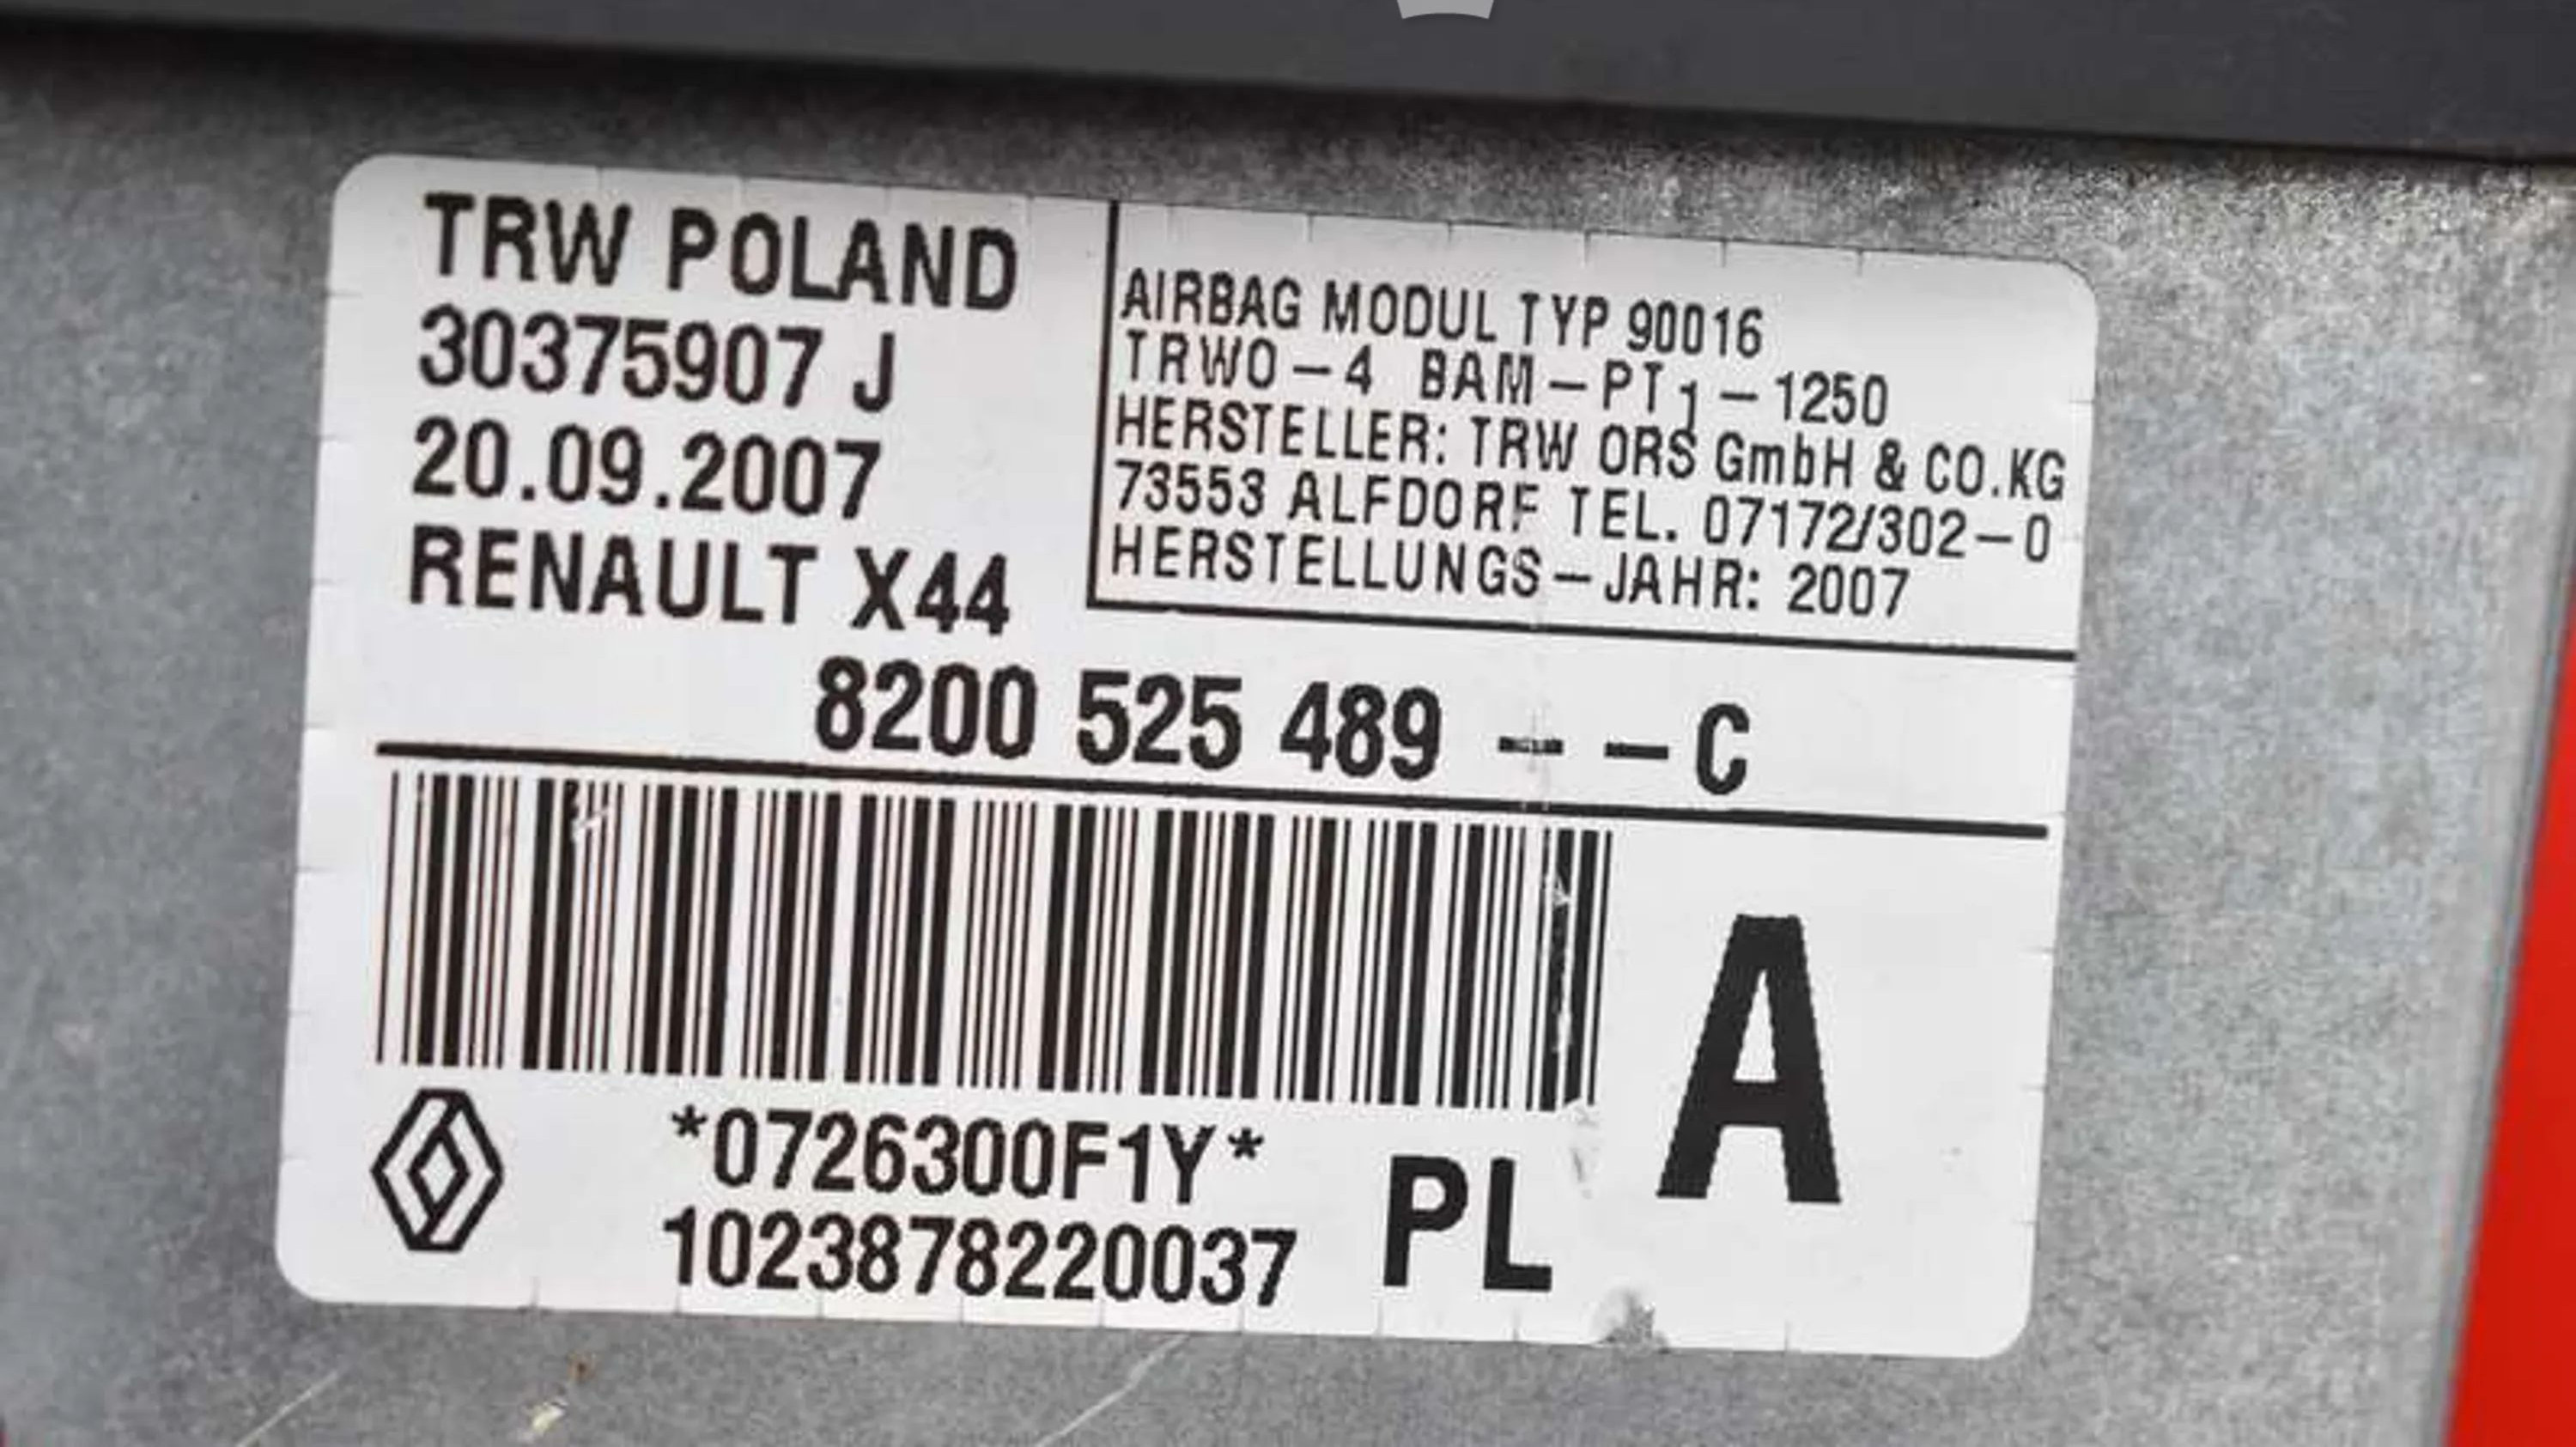 TRW POLAND
30375907 J
20.09.2007
RENAULT X44
AIRBAG MODUL TYP 90016
TRWO-4 BAM-PT1-1250
HERSTELLER: TRW ORS GmbH & CO.KG
73553 ALFDORF TEL. 07172/302-0
HERSTELLUNGS-JAHR: 2007
8200 525 489 - - C
A
*0726300F1Y*
1023878220037
PL